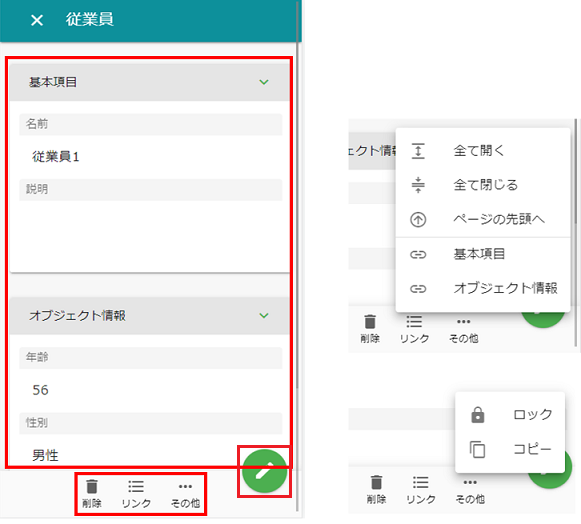 従業員
基本項目
名前
従業員1
説明
オブジェクト情報
年齢
56
性別
男性
削除
リンク
その他
ェクト情報
全て開く
全て閉じる
ページの先頭へ
基本項目
オブジェクト情報
削除
リンク
その他
ロック
コピー
削除
リンク
その他